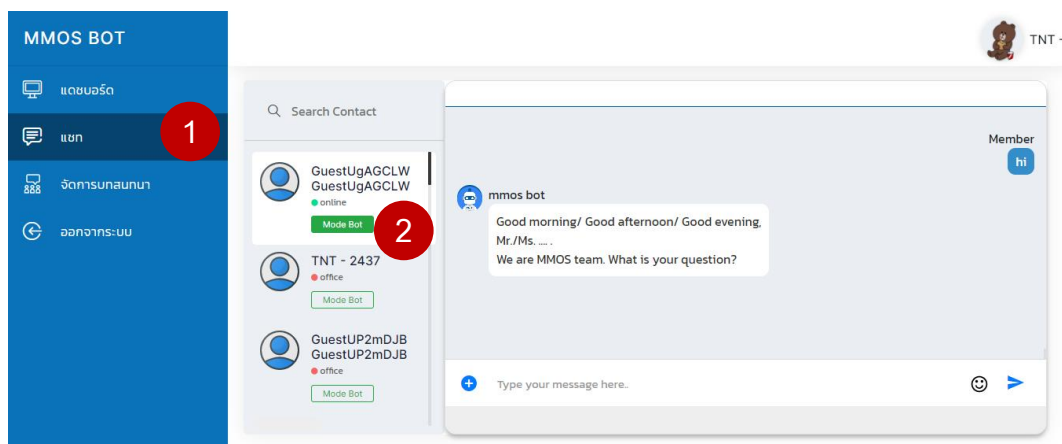 MMOS BOT
TNT -
แดชบอร์ด
แชท
1
จัดการบทสนทนา
ออกจากระบบ
Search Contact
GuestUgAGCLW
GuestUgAGCLW
online
Mode Bot
2
TNT - 2437
office
Mode Bot
GuestUP2mDJB
GuestUP2mDJB
office
Mode Bot
Member
hi
mmos bot
Good morning/ Good afternoon/ Good evening,
Mr./Ms. .... .
We are MMOS team. What is your question?
Type your message here..